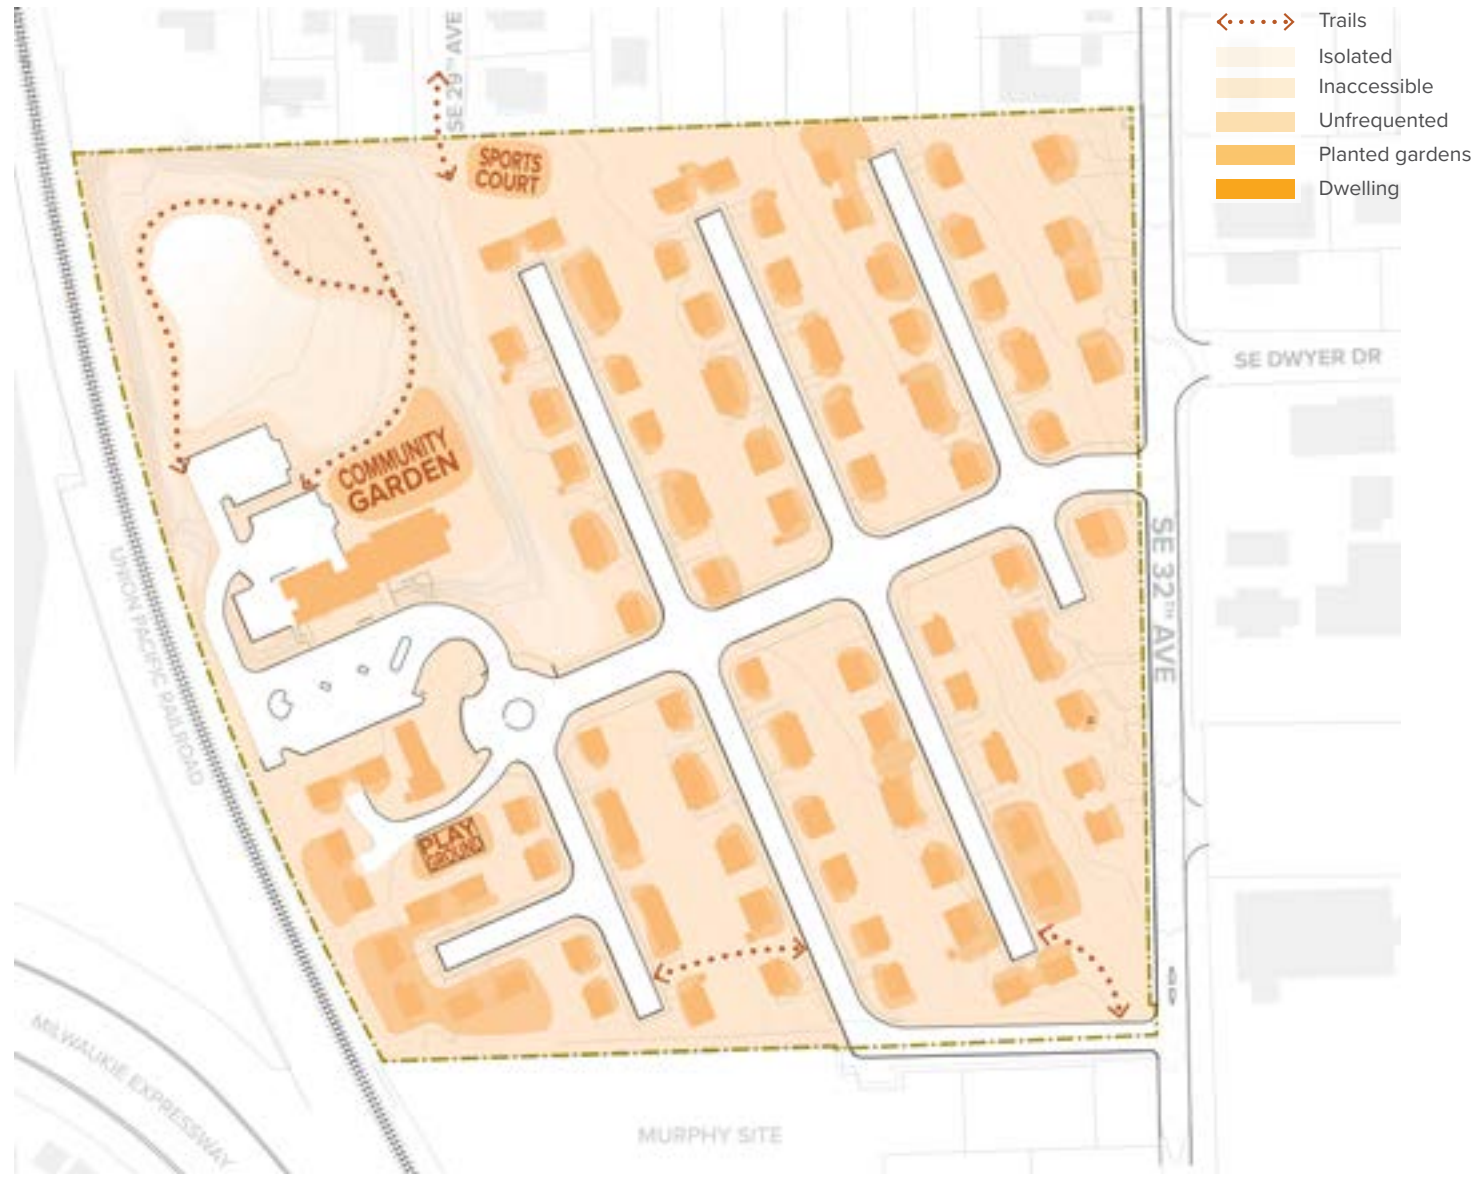 Trails
Isolated
Inaccessible
Unfrequented
Planted gardens
Dwelling
SE 29TH AVE
SPORTS
COURT
SE DWYER DR
COMMUNITY
GARDEN
SE 32TH AVE
UNION PACIFIC RAILROAD
PLAY
GROUND
MILWAUKIE EXPRESSWAY
MURPHY SITE